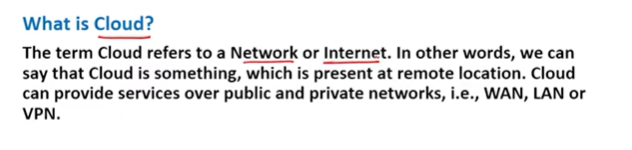 What is Cloud?
The term Cloud refers to a Network or Internet. In other words, we can
say that Cloud is something, which is present at remote location. Cloud
can provide services over public and private networks, i.e., WAN, LAN or
VPN.